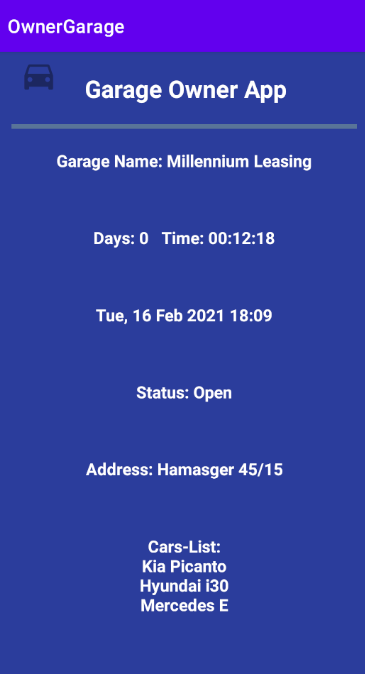 OwnerGarage
Garage Owner App
Garage Name: Millennium Leasing
Days: 0   Time: 00:12:18
Tue, 16 Feb 2021 18:09
Status: Open
Address: Hamasger 45/15
Cars-List:
Kia Picanto
Hyundai i30
Mercedes E